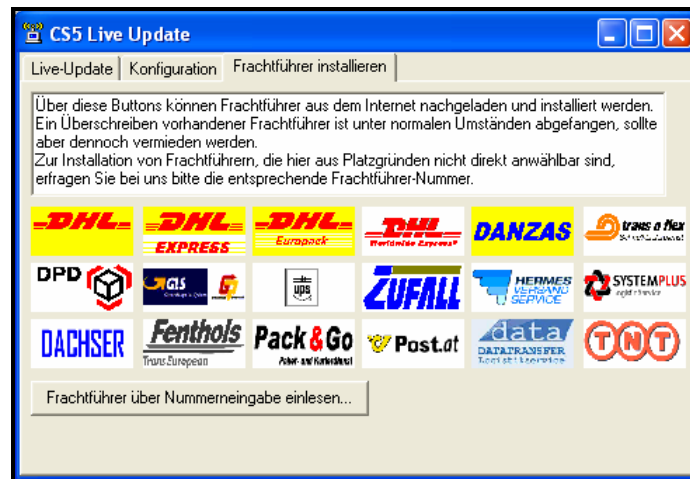 CS5 Live Update
Live-Update Konfiguration Frachtführer installieren
Über diese Buttons können Frachtführer aus dem Internet nachgeladen und installiert werden.
Ein Überschreiben vorhandener Frachtführer ist unter normalen Umständen abgefangen, sollte
aber dennoch vermieden werden.
Zur Installation von Frachtführern, die hier aus Platzgründen nicht direkt anwählbar sind,
erfragen Sie bei uns bitte die entsprechende Frachtführer-Nummer.
DHL DHL EXPRESS DHL Europack DHL Worldwide Express DANZAS trans o flex
DPD GLS ups ZUFALL HERMES VERSAND SERVICE SYSTEMPLUS
DACHSER Fenthols Trans European Pack & Go Post.at data DATATRANSFER Logistikservice TNT
Frachtführer über Nummerneingabe einlesen...